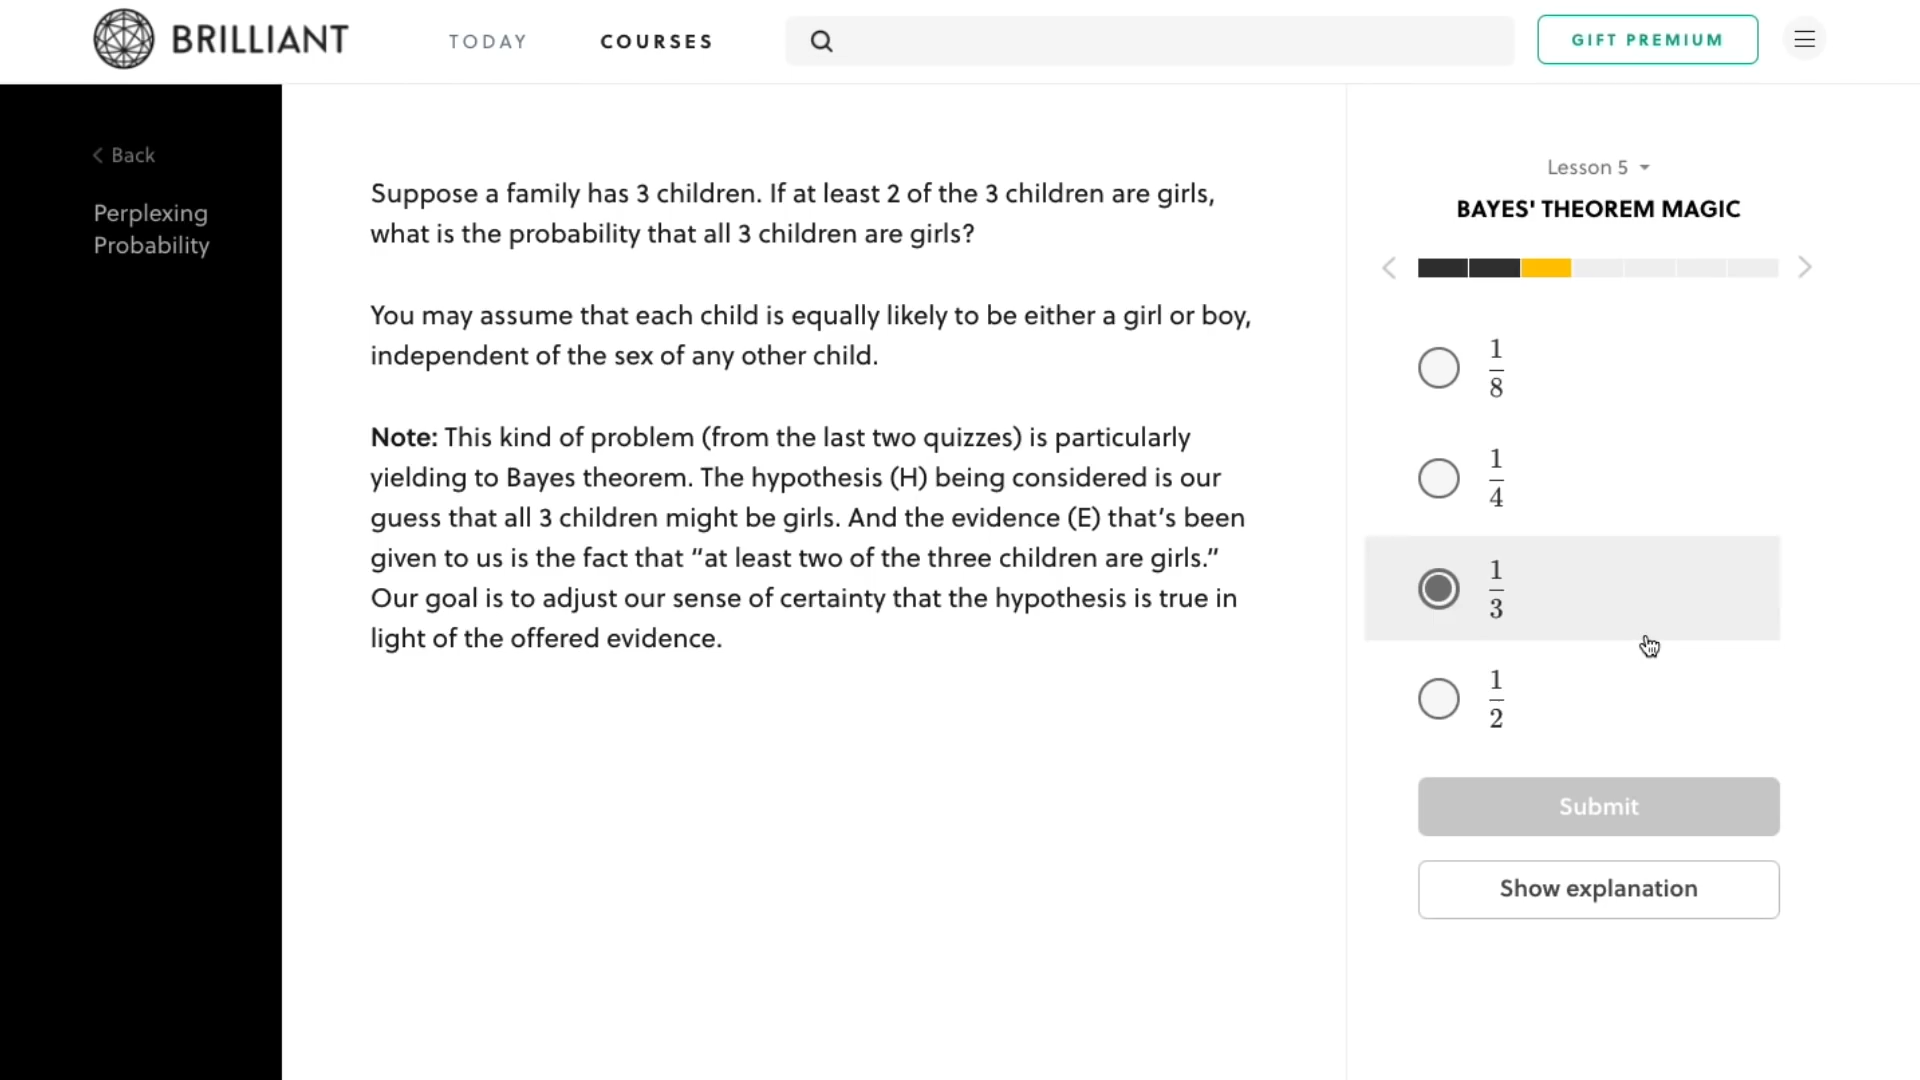 BRILLIANT
TODAY
COURSES
GIFT PREMIUM
Back
Perplexing
Probability
Suppose a family has 3 children. If at least 2 of the 3 children are girls,
what is the probability that all 3 children are girls?
You may assume that each child is equally likely to be either a girl or boy,
independent of the sex of any other child.
Note: This kind of problem (from the last two quizzes) is particularly
yielding to Bayes theorem. The hypothesis (H) being considered is our
guess that all 3 children might be girls. And the evidence (E) that’s been
given to us is the fact that “at least two of the three children are girls.”
Our goal is to adjust our sense of certainty that the hypothesis is true in
light of the offered evidence.
Lesson 5
BAYES' THEOREM MAGIC
1
8
1
4
1
3
1
2
Submit
Show explanation